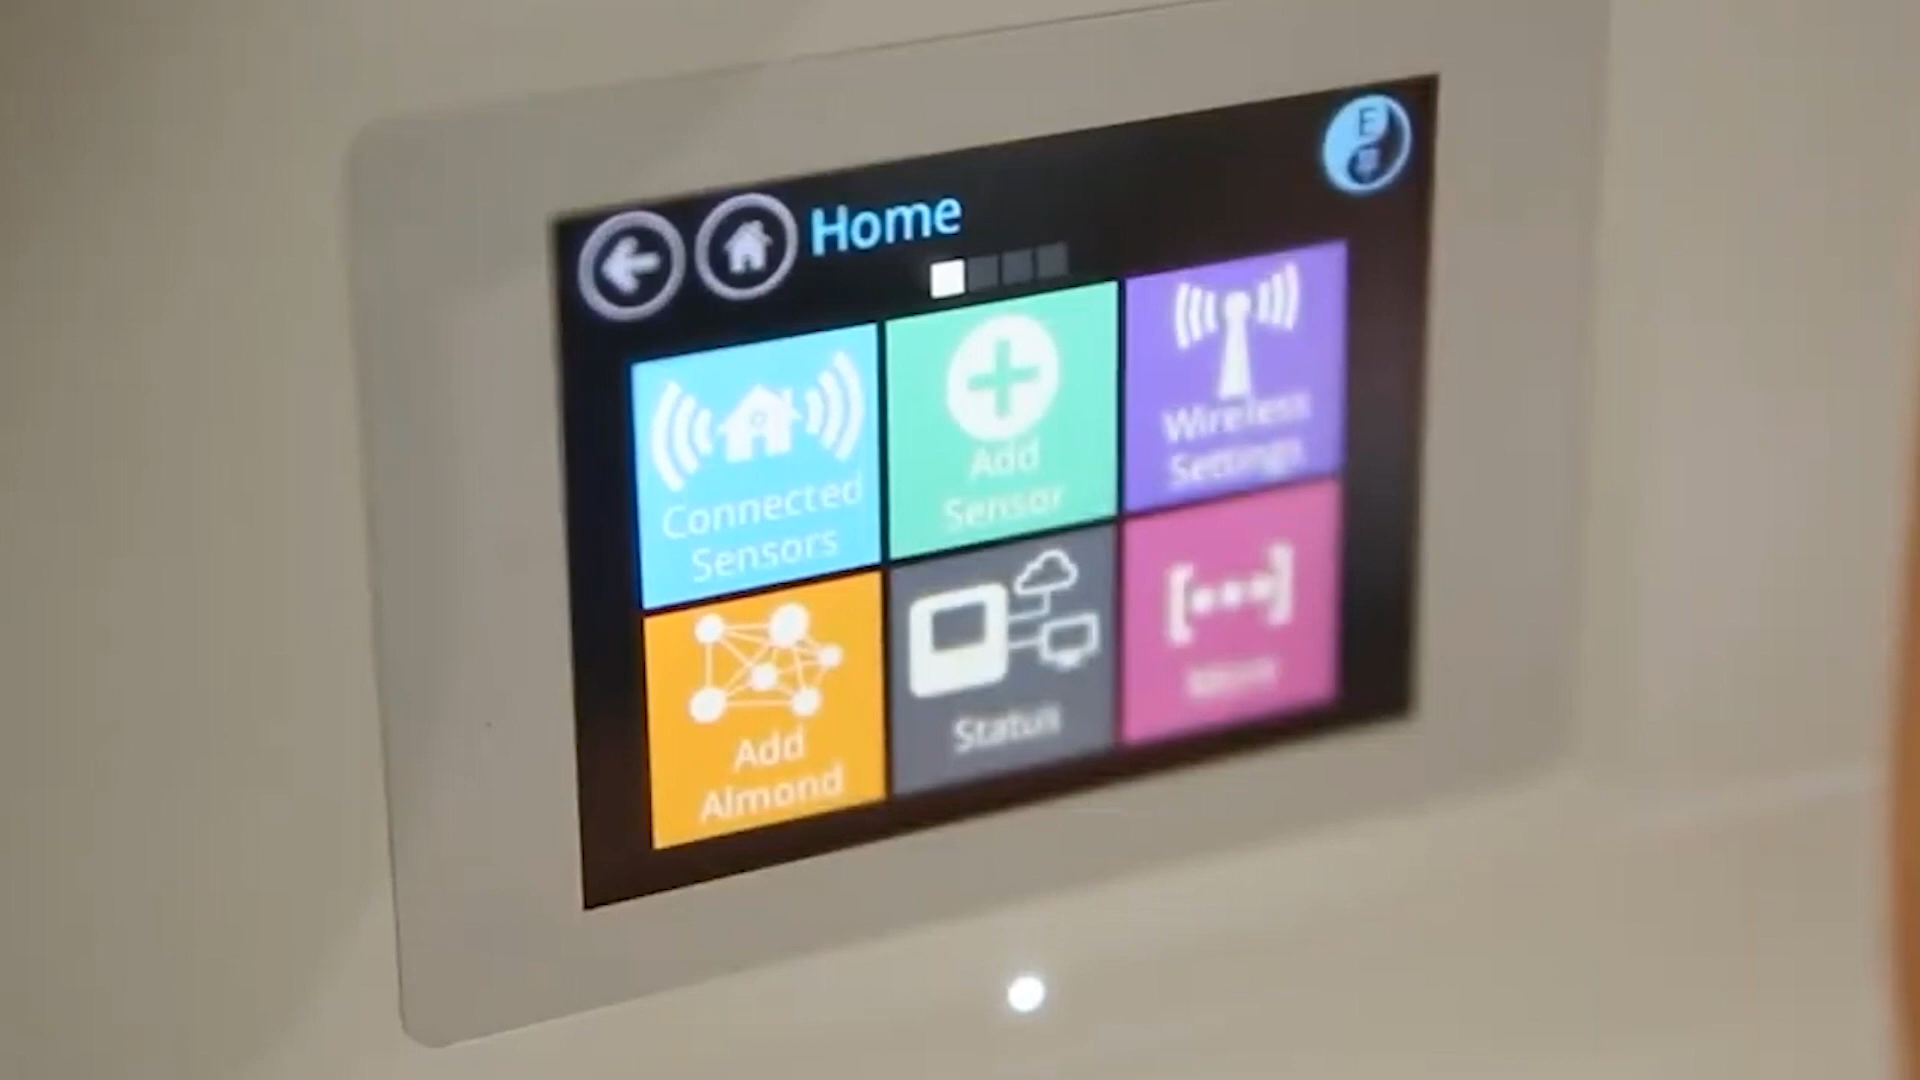 E
Home
Connected
Sensors
Add
Sensor
Wireless
Settings
Add
Almond
Status